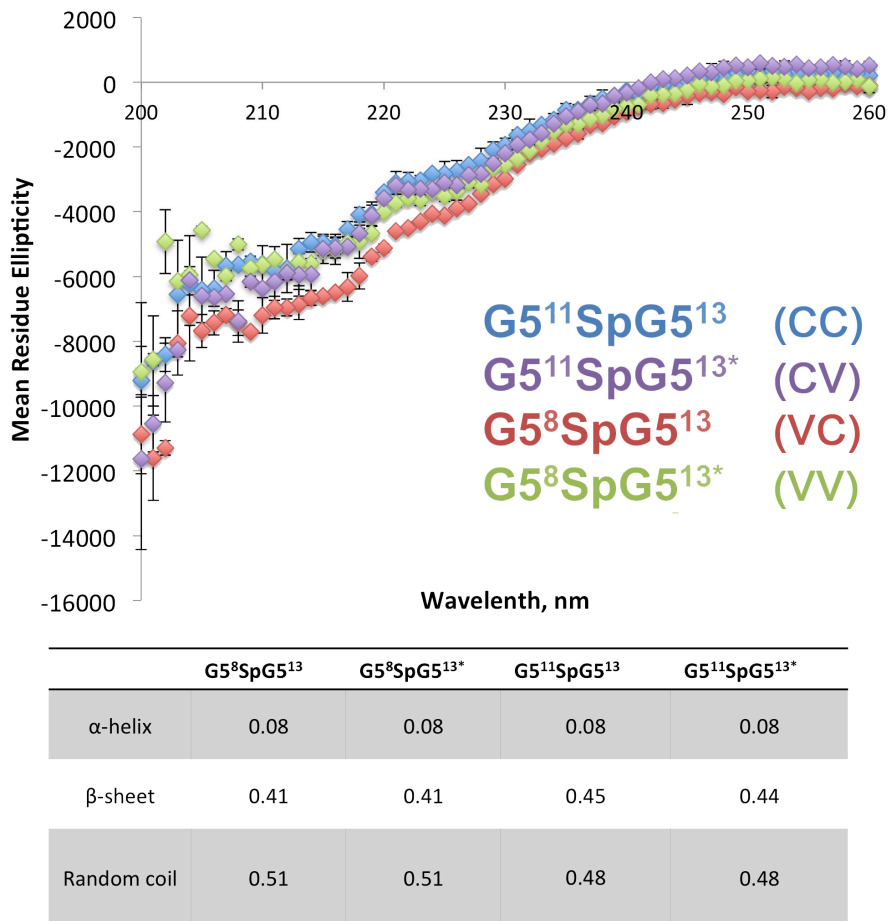 2000
0
200 210 220 230 240 250 260
-2000
-4000
-6000
-8000
-10000
-12000
-14000
-16000
Mean Residue Ellipticity
G5¹¹SpG5¹³ (CC)
G5¹¹SpG5¹³* (CV)
G5⁸SpG5¹³ (VC)
G5⁸SpG5¹³* (VV)
Wavelenth, nm
G5⁸SpG5¹³ G5⁸SpG5¹³* G5¹¹SpG5¹³ G5¹¹SpG5¹³*
α-helix 0.08 0.08 0.08 0.08
β-sheet 0.41 0.41 0.45 0.44
Random coil 0.51 0.51 0.48 0.48